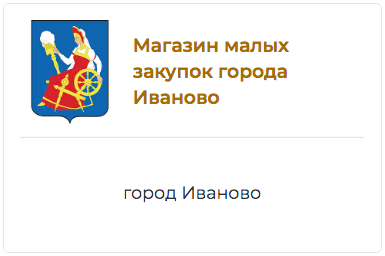 Магазин малых
закупок города
Иваново
город Иваново